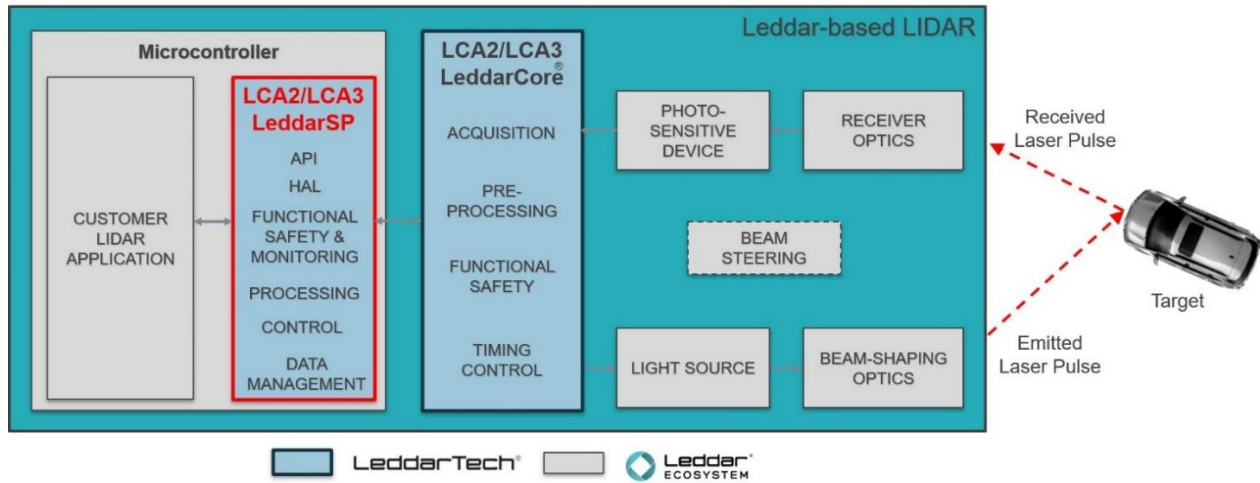 Leddar-based LIDAR
Microcontroller
CUSTOMER
LIDAR
APPLICATION
LCA2/LCA3
LeddarSP
API
HAL
FUNCTIONAL
SAFETY &
MONITORING
PROCESSING
CONTROL
DATA
MANAGEMENT
LCA2/LCA3
LeddarCore®
ACQUISITION
PRE-
PROCESSING
FUNCTIONAL
SAFETY
TIMING
CONTROL
PHOTO-
SENSITIVE
DEVICE
RECEIVER
OPTICS
BEAM
STEERING
LIGHT SOURCE
BEAM-SHAPING
OPTICS
Received
Laser Pulse
Target
Emitted
Laser Pulse
LeddarTech®
Leddar®
ECOSYSTEM